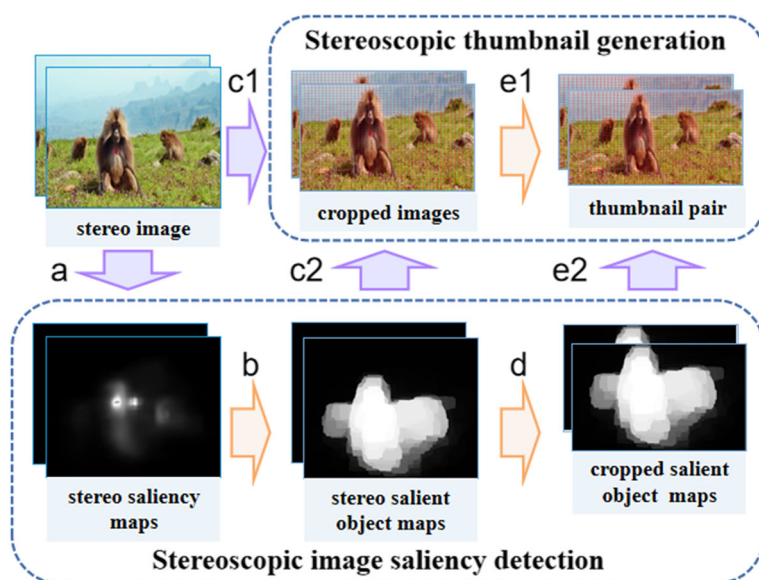 Stereoscopic thumbnail generation
c1
e1
stereo image
cropped images
thumbnail pair
a
c2
e2
b
d
stereo saliency
maps
stereo salient
object maps
cropped salient
object maps
Stereoscopic image saliency detection